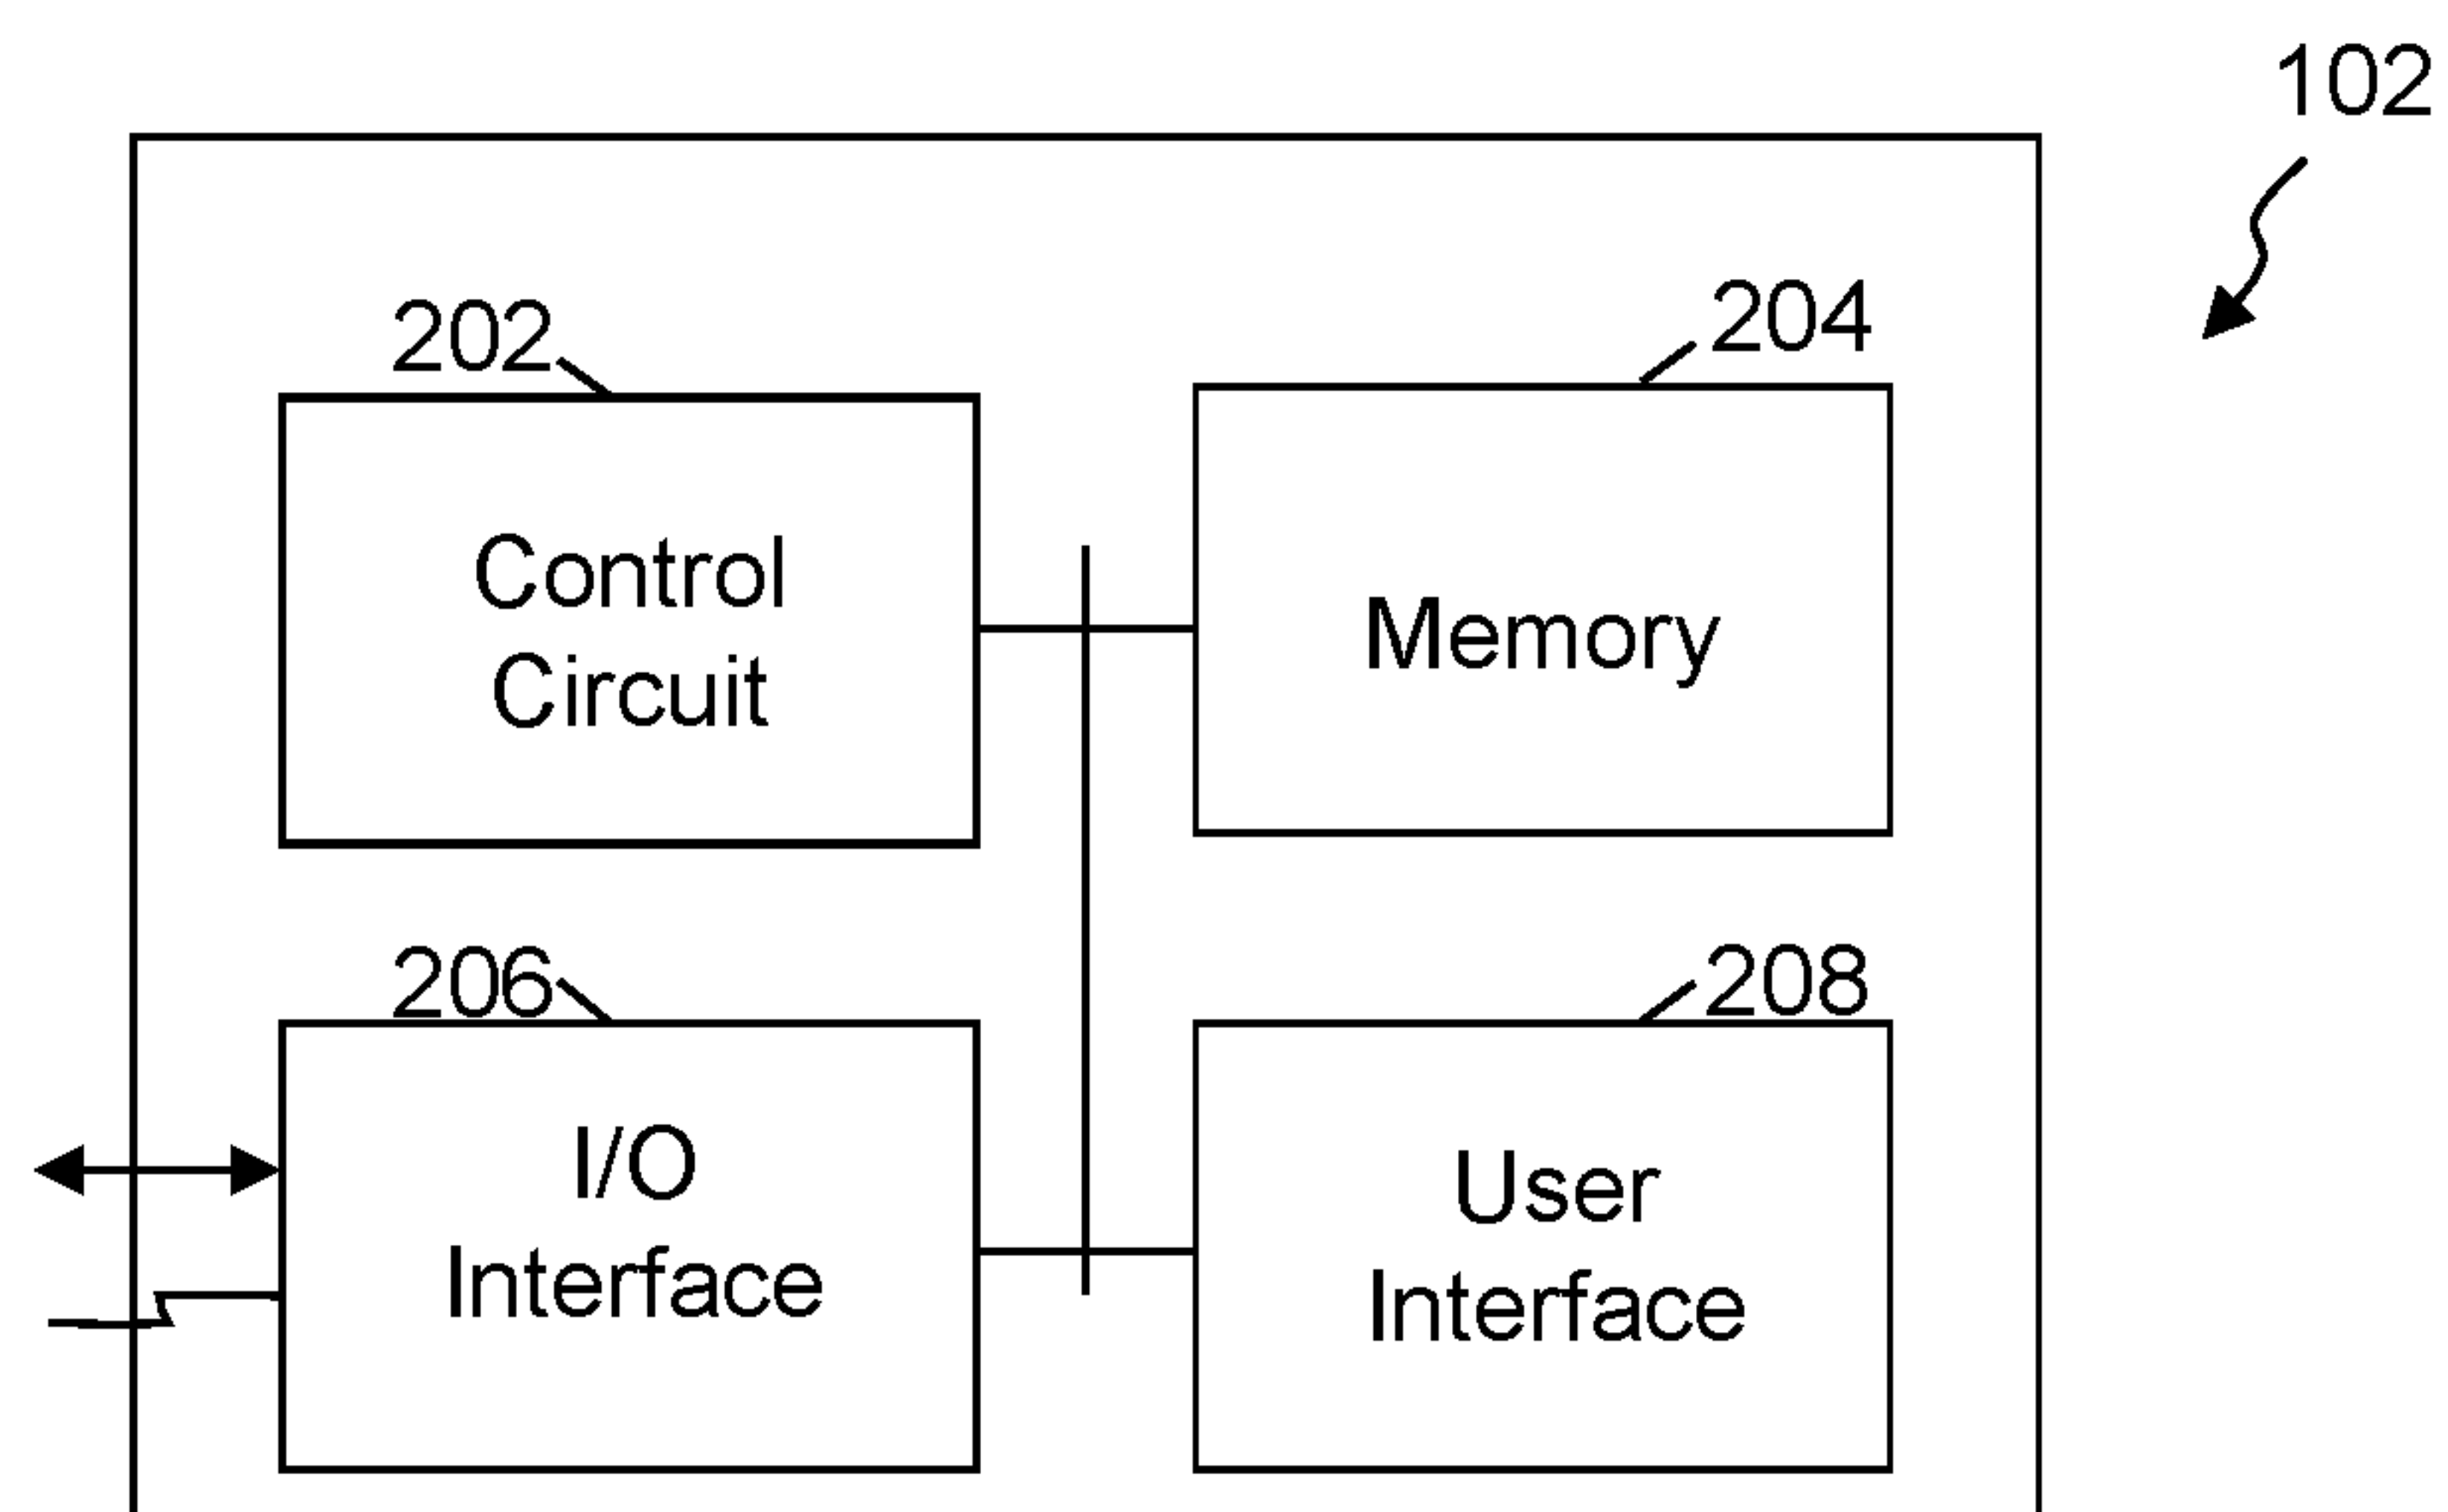 102
202
204
Control
Circuit
Memory
206
208
I/O
Interface
User
Interface